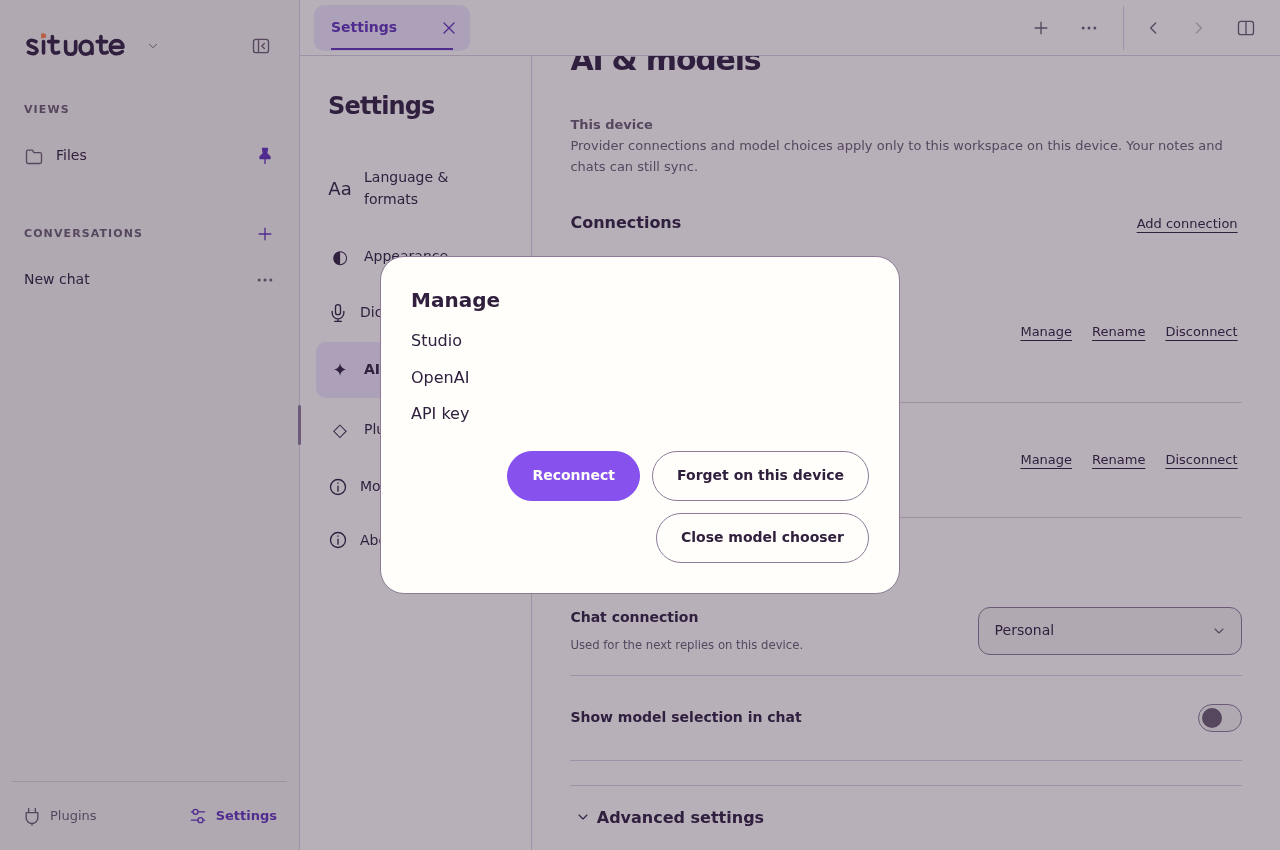 situate
Settings
VIEWS
Files
CONVERSATIONS
New chat
Plugins
Settings
Settings
Aa Language & formats
Appearance
AI & models
This device
Provider connections and model choices apply only to this workspace on this device. Your notes and
chats can still sync.
Connections
Add connection
Manage Rename Disconnect
Manage Rename Disconnect
Manage
Studio
OpenAI
API key
Reconnect
Forget on this device
Close model chooser
Chat connection
Used for the next replies on this device.
Personal
Show model selection in chat
Advanced settings